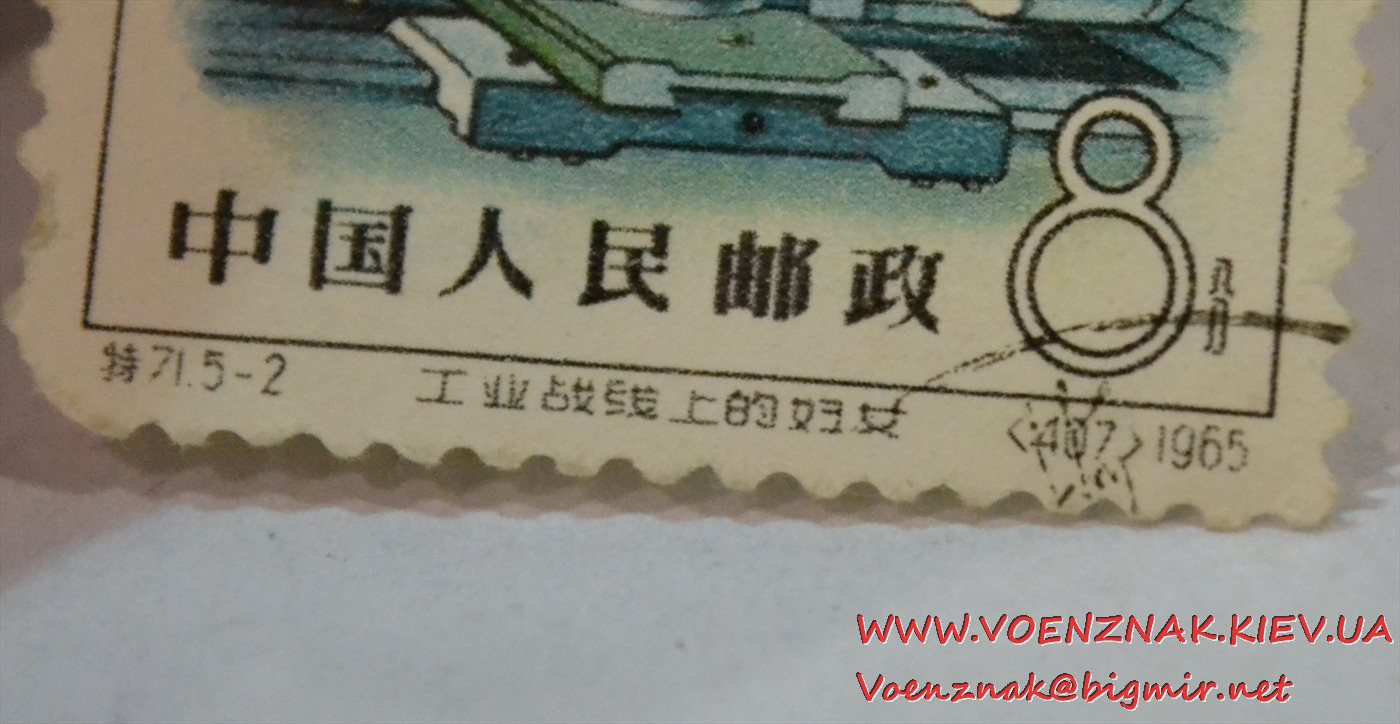 中国人民邮政
8
八分
特71.5-2 工业战线上的妇女 <407> 1965
WWW.VOENZNAK.KIEV.UA
Voenznak@bigmir.net